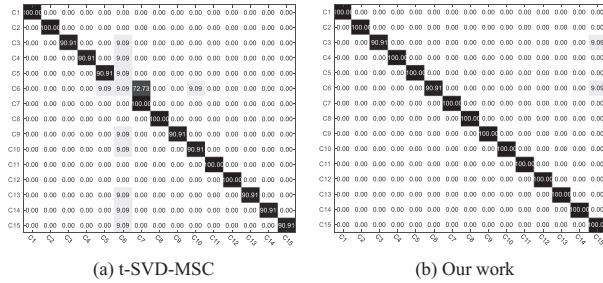 C1 100.00 0.00 0.00 0.00 0.00 0.00 0.00 0.00 0.00 0.00 0.00 0.00 0.00 0.00 0.00
C2 0.00 100.00 0.00 0.00 0.00 0.00 0.00 0.00 0.00 0.00 0.00 0.00 0.00 0.00 0.00
C3 0.00 0.00 90.91 0.00 0.00 9.09 0.00 0.00 0.00 0.00 0.00 0.00 0.00 0.00 0.00
C4 0.00 0.00 0.00 90.91 0.00 9.09 0.00 0.00 0.00 0.00 0.00 0.00 0.00 0.00 0.00
C5 0.00 0.00 0.00 0.00 90.91 9.09 0.00 0.00 0.00 0.00 0.00 0.00 0.00 0.00 0.00
C6 0.00 0.00 0.00 0.00 9.09 9.09 72.73 0.00 0.00 9.09 0.00 0.00 0.00 0.00 0.00
C7 0.00 0.00 0.00 0.00 0.00 0.00 100.00 0.00 0.00 0.00 0.00 0.00 0.00 0.00 0.00
C8 0.00 0.00 0.00 0.00 0.00 0.00 0.00 100.00 0.00 0.00 0.00 0.00 0.00 0.00 0.00
C9 0.00 0.00 0.00 0.00 0.00 9.09 0.00 0.00 90.91 0.00 0.00 0.00 0.00 0.00 0.00
C10 0.00 0.00 0.00 0.00 0.00 9.09 0.00 0.00 0.00 90.91 0.00 0.00 0.00 0.00 0.00
C11 0.00 0.00 0.00 0.00 0.00 0.00 0.00 0.00 0.00 0.00 100.00 0.00 0.00 0.00 0.00
C12 0.00 0.00 0.00 0.00 0.00 0.00 0.00 0.00 0.00 0.00 0.00 100.00 0.00 0.00 0.00
C13 0.00 0.00 0.00 0.00 0.00 9.09 0.00 0.00 0.00 0.00 0.00 0.00 90.91 0.00 0.00
C14 0.00 0.00 0.00 0.00 0.00 9.09 0.00 0.00 0.00 0.00 0.00 0.00 0.00 90.91 0.00
C15 0.00 0.00 0.00 0.00 0.00 9.09 0.00 0.00 0.00 0.00 0.00 0.00 0.00 0.00 90.91
C1 C2 C3 C4 C5 C6 C7 C8 C9 C10 C11 C12 C13 C14 C15
(a) t-SVD-MSC
C1 100.00 0.00 0.00 0.00 0.00 0.00 0.00 0.00 0.00 0.00 0.00 0.00 0.00 0.00 0.00
C2 0.00 100.00 0.00 0.00 0.00 0.00 0.00 0.00 0.00 0.00 0.00 0.00 0.00 0.00 0.00
C3 0.00 0.00 90.91 0.00 0.00 0.00 0.00 0.00 0.00 0.00 0.00 0.00 0.00 0.00 9.09
C4 0.00 0.00 0.00 100.00 0.00 0.00 0.00 0.00 0.00 0.00 0.00 0.00 0.00 0.00 0.00
C5 0.00 0.00 0.00 0.00 100.00 0.00 0.00 0.00 0.00 0.00 0.00 0.00 0.00 0.00 0.00
C6 0.00 0.00 0.00 0.00 0.00 90.91 0.00 0.00 0.00 0.00 0.00 0.00 0.00 0.00 9.09
C7 0.00 0.00 0.00 0.00 0.00 0.00 100.00 0.00 0.00 0.00 0.00 0.00 0.00 0.00 0.00
C8 0.00 0.00 0.00 0.00 0.00 0.00 0.00 100.00 0.00 0.00 0.00 0.00 0.00 0.00 0.00
C9 0.00 0.00 0.00 0.00 0.00 0.00 0.00 0.00 100.00 0.00 0.00 0.00 0.00 0.00 0.00
C10 0.00 0.00 0.00 0.00 0.00 0.00 0.00 0.00 0.00 100.00 0.00 0.00 0.00 0.00 0.00
C11 0.00 0.00 0.00 0.00 0.00 0.00 0.00 0.00 0.00 0.00 100.00 0.00 0.00 0.00 0.00
C12 0.00 0.00 0.00 0.00 0.00 0.00 0.00 0.00 0.00 0.00 0.00 100.00 0.00 0.00 0.00
C13 0.00 0.00 0.00 0.00 0.00 0.00 0.00 0.00 0.00 0.00 0.00 0.00 100.00 0.00 0.00
C14 0.00 0.00 0.00 0.00 0.00 0.00 0.00 0.00 0.00 0.00 0.00 0.00 0.00 100.00 0.00
C15 0.00 0.00 0.00 0.00 0.00 0.00 0.00 0.00 0.00 0.00 0.00 0.00 0.00 0.00 100.00
C1 C2 C3 C4 C5 C6 C7 C8 C9 C10 C11 C12 C13 C14 C15
(b) Our work